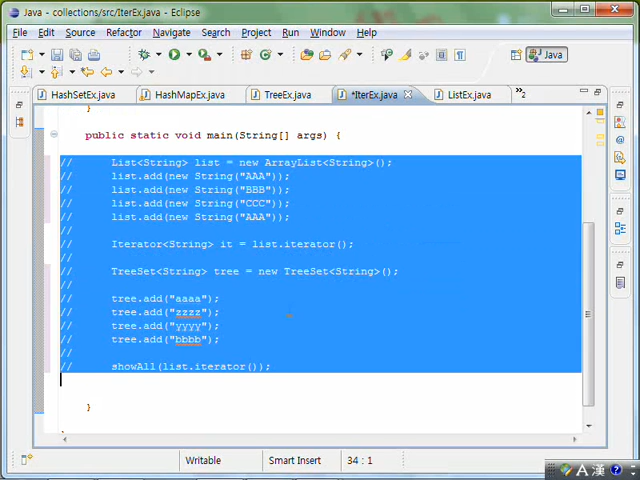 Java - collections/src/IterEx.java - Eclipse
File Edit Source Refactor Navigate Search Project Run Window Help
Java
HashSetEx.java HashMapEx.java TreeEx.java *IterEx.java ListEx.java »2
}
public static void main(String[] args) {
// List<String> list = new ArrayList<String>();
// list.add(new String("AAA"));
// list.add(new String("BBB"));
// list.add(new String("CCC"));
// list.add(new String("AAA"));
//
// Iterator<String> it = list.iterator();
//
// TreeSet<String> tree = new TreeSet<String>();
//
// tree.add("aaaa");
// tree.add("zzzz");
// tree.add("yyyy");
// tree.add("bbbb");
//
// showAll(list.iterator());
}
Writable Smart Insert 34 : 1
A 漢 ?